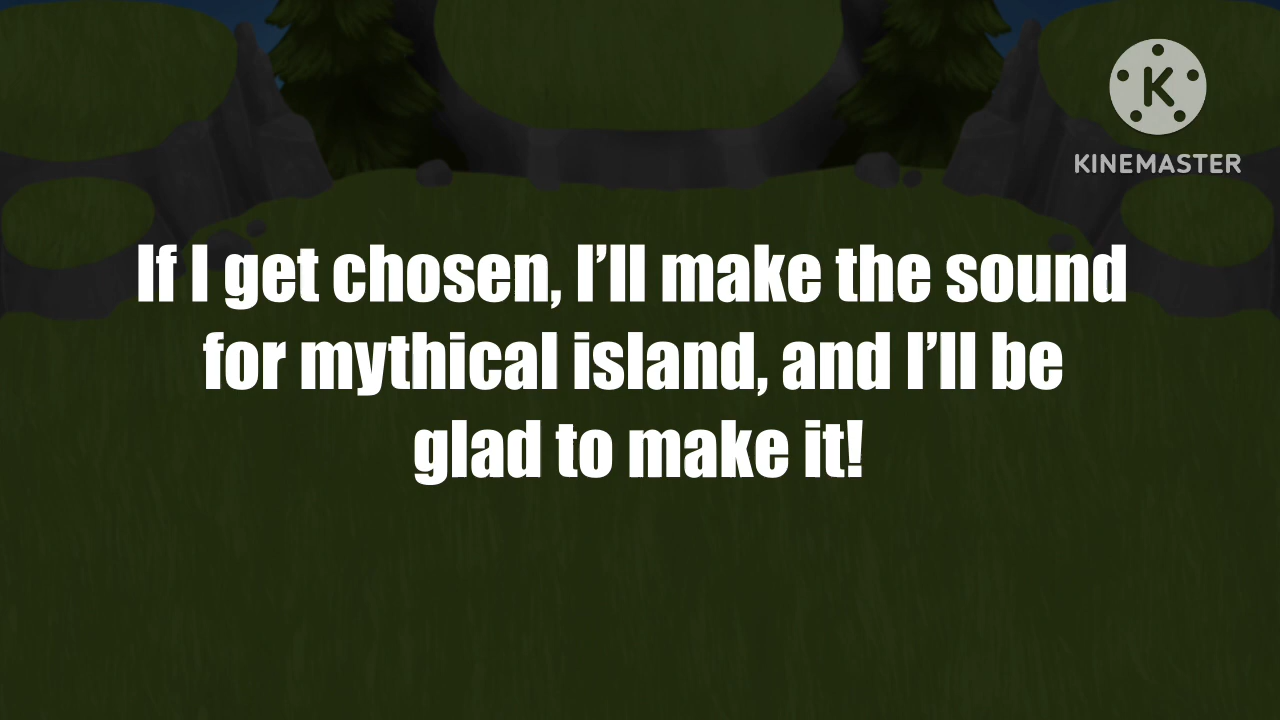 KINEMASTER
If I get chosen, I’ll make the sound
for mythical island, and I’ll be
glad to make it!